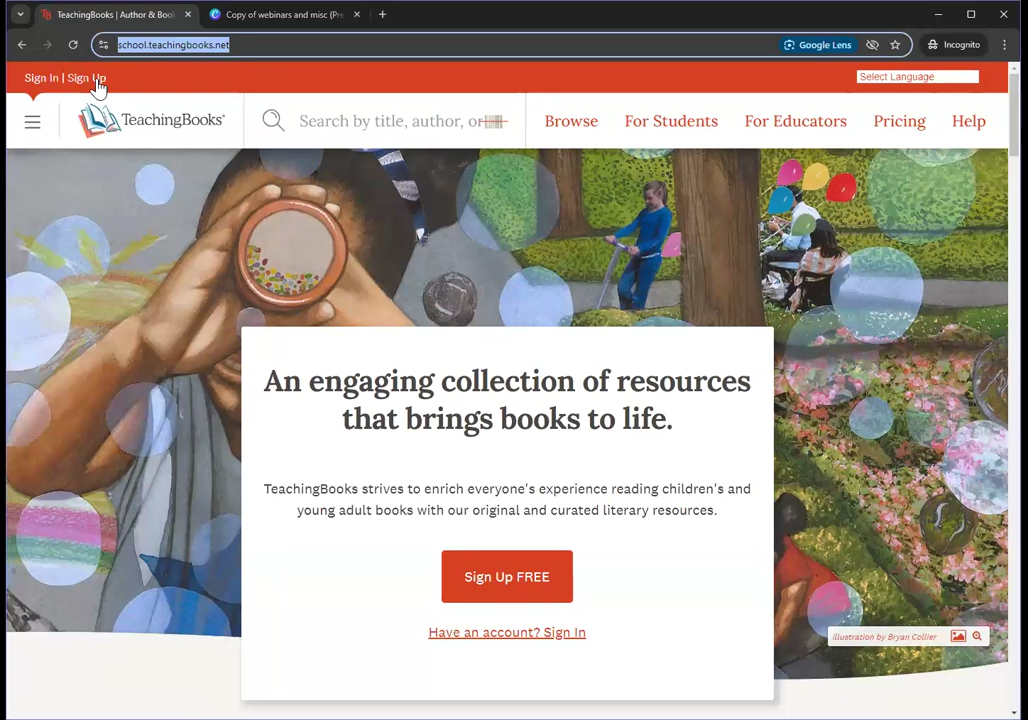 TeachingBooks | Author & Boo
Copy of webinars and misc (Pre
school.teachingbooks.net
Google Lens
Incognito
Sign In | Sign Up
Select Language
TeachingBooks
Search by title, author, or
Browse
For Students
For Educators
Pricing
Help
An engaging collection of resources
that brings books to life.
TeachingBooks strives to enrich everyone's experience reading children's and
young adult books with our original and curated literary resources.
Sign Up FREE
Have an account? Sign In
Illustration by Bryan Collier